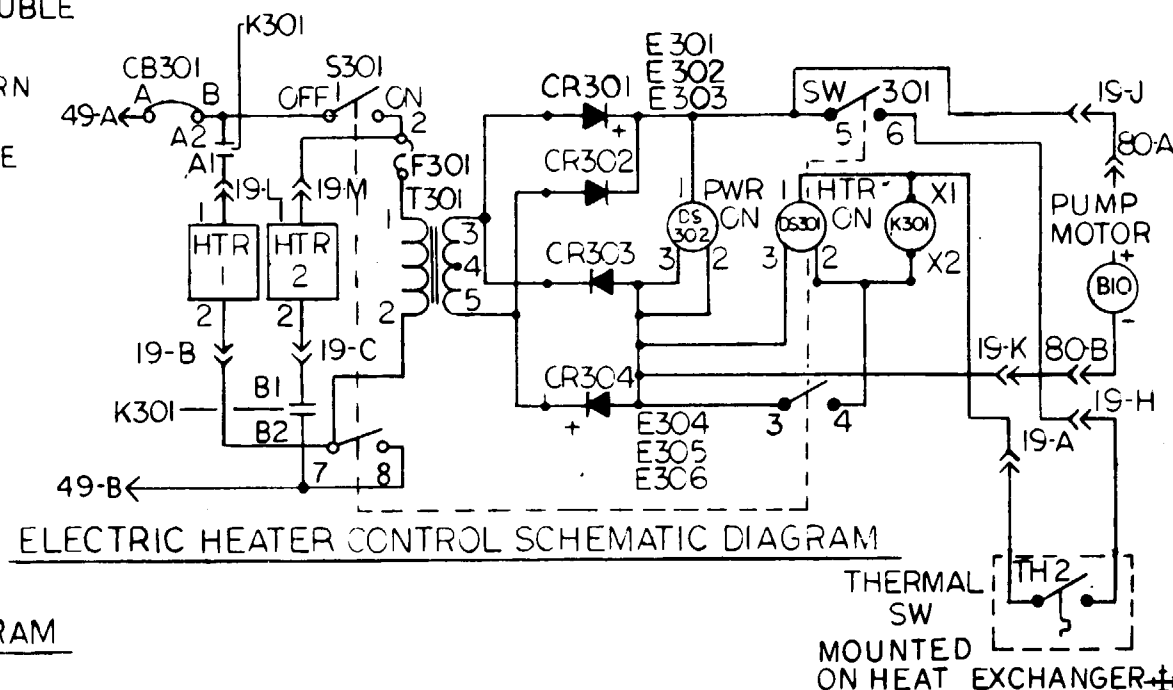 UBLE
K301
E301
E302
E303
CB301
S301
RN
A
B
OFF
1
ON
CR301
SW
301
19-J
49-A
A2
2
+
5
6
80-A
E
A1
F301
CR302
19-L
19-M
T301
1
PWR
ON
1
HTR
ON
X1
PUMP
MOTOR
1
1
1
3
DS
302
DS301
K301
HTR
1
HTR
2
4
CR303
3
2
3
2
X2
+
B10
-
2
2
2
5
19-B
19-C
19-K
80-B
CR304
B1
K301
B2
+
3
4
19-H
E304
E305
E306
19-A
7
8
49-B
ELECTRIC HEATER CONTROL SCHEMATIC DIAGRAM
THERMAL
SW
TH2
RAM
MOUNTED
ON HEAT EXCHANGER